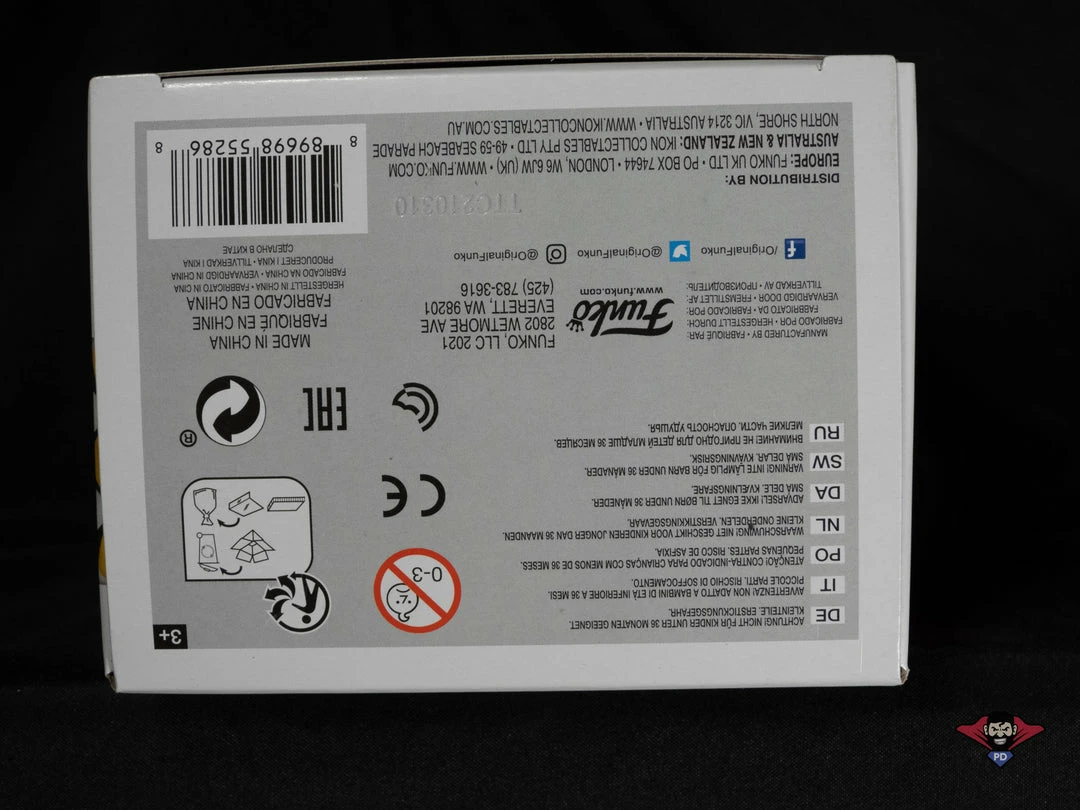 3+
DE
ACHTUNG! NICHT FÜR KINDER UNTER 36 MONATEN GEEIGNET.
KLEINTEILE. ERSTICKUNGSGEFAHR.
IT
AVVERTENZA! NON ADATTO A BAMBINI DI ETÀ INFERIORE A 36 MESI.
PICCOLE PARTI. RISCHIO DI SOFFOCAMENTO.
PO
ATENÇÃO! CONTRA-INDICADO PARA CRIANÇAS COM MENOS DE 36 MESES.
PEQUENAS PARTES. RISCO DE ASFIXIA.
NL
WAARSCHUWING! NIET GESCHIKT VOOR KINDEREN JONGER DAN 36 MAANDEN.
KLEINE ONDERDELEN. VERSTIKKINGSGEVAAR.
DA
ADVARSEL! IKKE EGNET TIL BØRN UNDER 36 MÅNEDER.
SMÅ DELE. KVÆLNINGSFARE.
SW
VARNING! INTE LÄMPLIG FÖR BARN UNDER 36 MÅNADER.
SMÅ DELAR. KVÄVNINGSRISK.
RU
ВНИМАНИЕ! НЕ ПРИГОДНО ДЛЯ ДЕТЕЙ МЛАДШЕ 36 МЕСЯЦЕВ.
МЕЛКИЕ ЧАСТИ. ОПАСНОСТЬ УДУШЬЯ.
0-3
CE
EAC
®
MANUFACTURED BY • FABRIQUÉ PAR:
FABRICADO POR • HERGESTELLT DURCH:
FABBRICATO DA • FABRICADO POR:
VERVAARDIGD DOOR • FREMSTILLET AF:
TILLVERKAD AV • ПРОИЗВОДИТЕЛЬ:
Funko
www.funko.com
FUNKO, LLC 2021
2802 WETMORE AVE
EVERETT, WA 98201
(425) 783-3616
MADE IN CHINA
FABRIQUÉ EN CHINE
FABRICADO EN CHINA
HERGESTELLT IN CHINA • FABBRICATO IN CINA
FABRICADO NA CHINA • VERVAARDIGD IN CHINA
PRODUCERET I KINA • TILLVERKAD I KINA
СДЕЛАНО В КИТАЕ
/OriginalFunko
@OriginalFunko
@OriginalFunko
TTC210310
DISTRIBUTION BY:
EUROPE: FUNKO UK LTD • PO BOX 74644 • LONDON, W6 6JW (UK) • WWW.FUNKO.COM
AUSTRALIA & NEW ZEALAND: IKON COLLECTABLES PTY LTD • 49-59 SEABEACH PARADE
NORTH SHORE, VIC 3214 AUSTRALIA • WWW.IKONCOLLECTABLES.COM.AU
8 89698 55286 8
PD